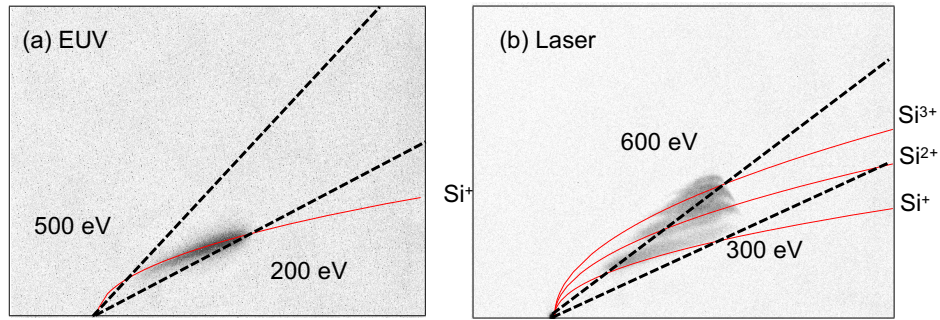 (a) EUV
500 eV
200 eV
Si⁺
(b) Laser
600 eV
300 eV
Si³⁺
Si²⁺
Si⁺